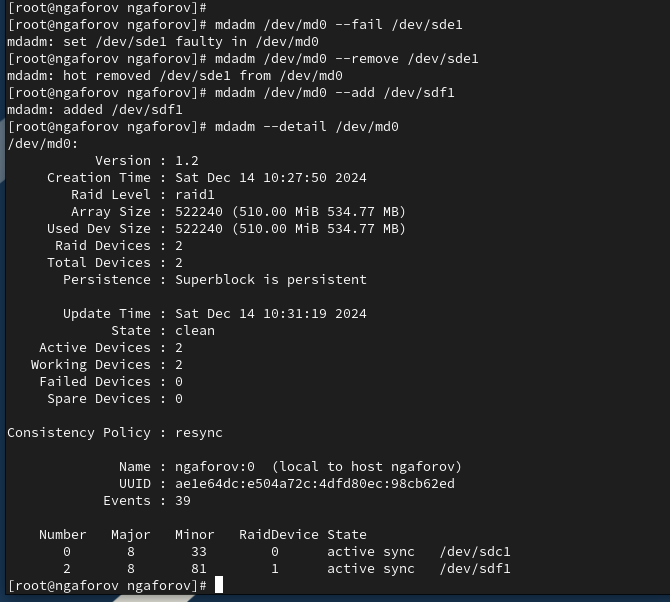 [root@ngaforov ngaforov]#
[root@ngaforov ngaforov]# mdadm /dev/md0 --fail /dev/sde1
mdadm: set /dev/sde1 faulty in /dev/md0
[root@ngaforov ngaforov]# mdadm /dev/md0 --remove /dev/sde1
mdadm: hot removed /dev/sde1 from /dev/md0
[root@ngaforov ngaforov]# mdadm /dev/md0 --add /dev/sdf1
mdadm: added /dev/sdf1
[root@ngaforov ngaforov]# mdadm --detail /dev/md0
/dev/md0:
Version : 1.2
Creation Time : Sat Dec 14 10:27:50 2024
Raid Level : raid1
Array Size : 522240 (510.00 MiB 534.77 MB)
Used Dev Size : 522240 (510.00 MiB 534.77 MB)
Raid Devices : 2
Total Devices : 2
Persistence : Superblock is persistent
Update Time : Sat Dec 14 10:31:19 2024
State : clean
Active Devices : 2
Working Devices : 2
Failed Devices : 0
Spare Devices : 0
Consistency Policy : resync
Name : ngaforov:0  (local to host ngaforov)
UUID : ae1e64dc:e504a72c:4dfd80ec:98cb62ed
Events : 39
Number   Major   Minor   RaidDevice State
0       8       33        0      active sync   /dev/sdc1
2       8       81        1      active sync   /dev/sdf1
[root@ngaforov ngaforov]#